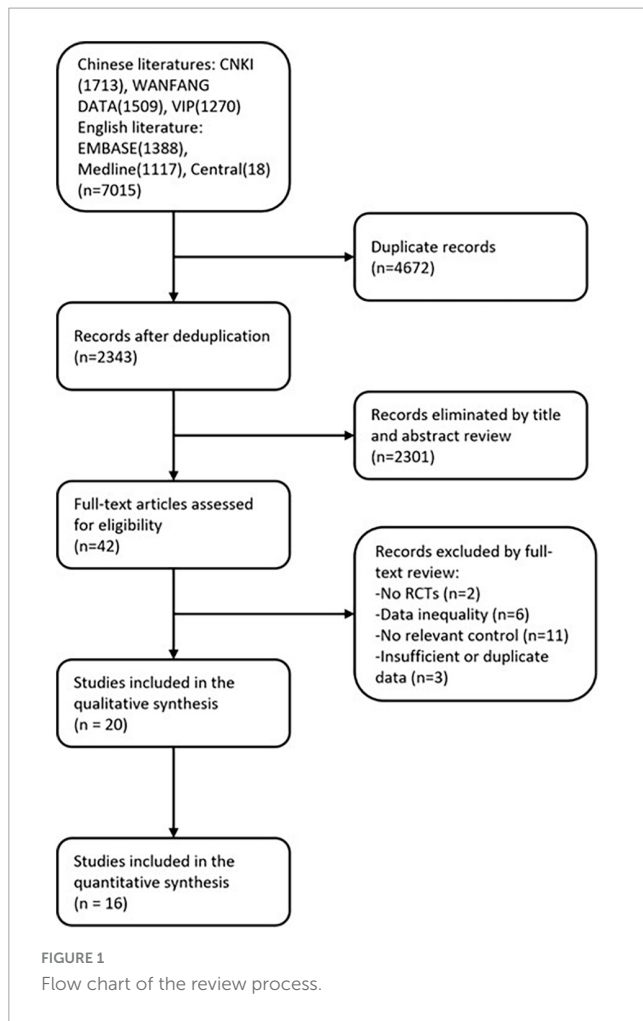 Chinese literatures: CNKI
(1713), WANFANG
DATA(1509), VIP(1270)
English literature:
EMBASE(1388),
Medline(1117), Central(18)
(n=7015)
Duplicate records
(n=4672)
Records after deduplication
(n=2343)
Records eliminated by title
and abstract review
(n=2301)
Full-text articles assessed
for eligibility
(n=42)
Records excluded by full-
text review:
-No RCTs (n=2)
-Data inequality (n=6)
-No relevant control (n=11)
-Insufficient or duplicate
data (n=3)
Studies included in the
qualitative synthesis
(n = 20)
Studies included in the
quantitative synthesis
(n = 16)
FIGURE 1
Flow chart of the review process.